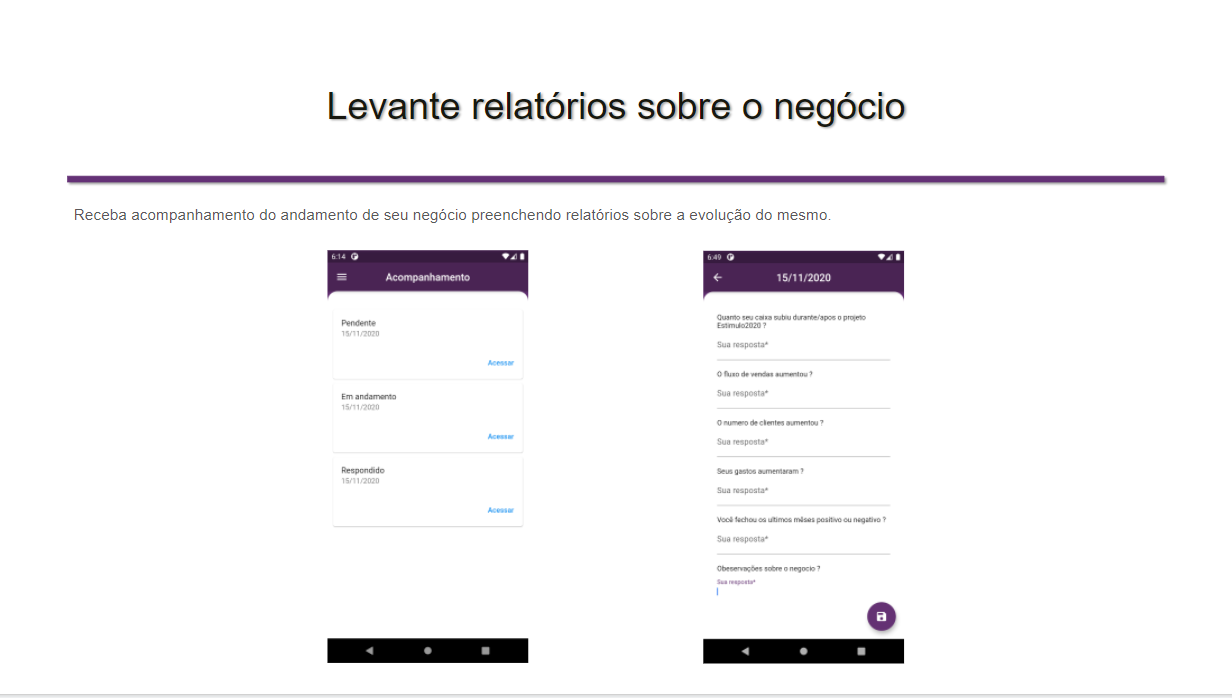 Levante relatórios sobre o negócio
Receba acompanhamento do andamento de seu negócio preenchendo relatórios sobre a evolução do mesmo.
6:14
Acompanhamento
Pendente
15/11/2020
Acessar
Em andamento
15/11/2020
Acessar
Respondido
15/11/2020
Acessar
6:49
15/11/2020
Quanto seu caixa subiu durante/apos o projeto
Estimulo2020 ?
Sua resposta*
O fluxo de vendas aumentou ?
Sua resposta*
O numero de clientes aumentou ?
Sua resposta*
Seus gastos aumentaram ?
Sua resposta*
Você fechou os ultimos mêses positivo ou negativo ?
Sua resposta*
Obeservações sobre o negocio ?
Sua resposta*